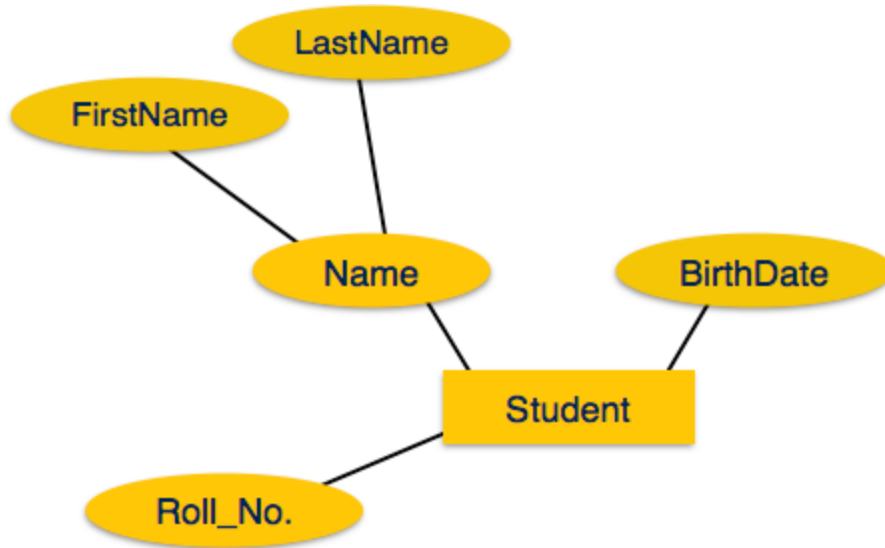 LastName
FirstName
Name
BirthDate
Student
Roll_No.